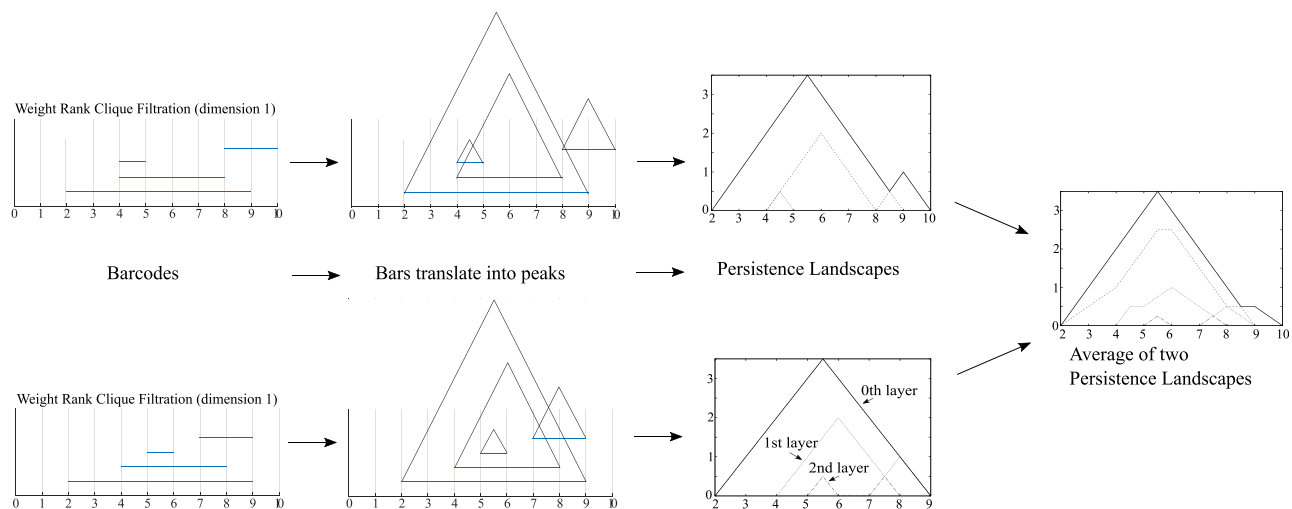 Weight Rank Clique Filtration (dimension 1)
0 1 2 3 4 5 6 7 8 9 10
0 1 2 3 4 5 6 7 8 9 10
3
2
1
0
2 3 4 5 6 7 8 9 10
Barcodes
Bars translate into peaks
Persistence Landscapes
3
2
1
0
2 3 4 5 6 7 8 9 10
Average of two
Persistence Landscapes
Weight Rank Clique Filtration (dimension 1)
0 1 2 3 4 5 6 7 8 9 10
0 1 2 3 4 5 6 7 8 9 10
3
2
1
0
0th layer
1st layer
2nd layer
2 3 4 5 6 7 8 9